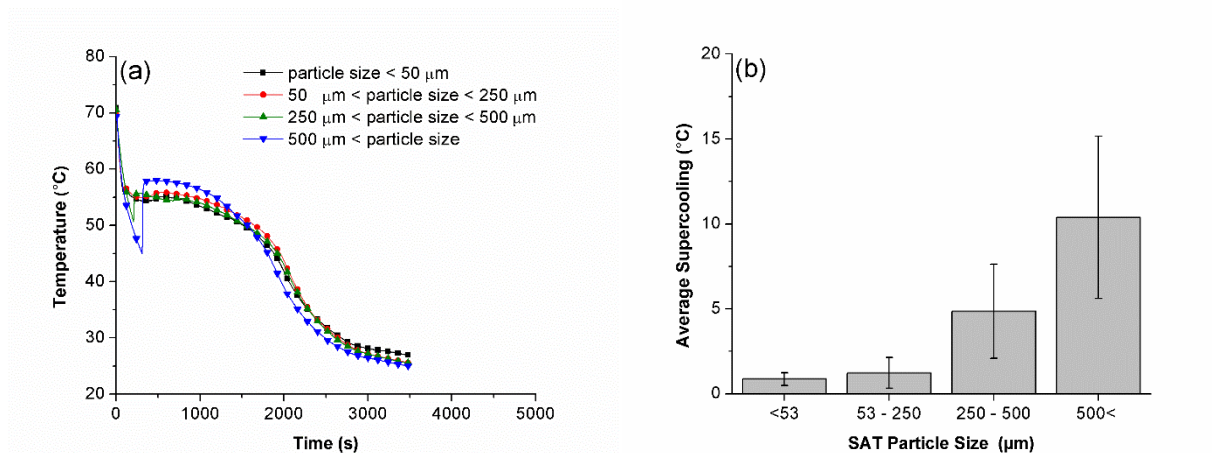 (a)
particle size < 50 μm
50 μm < particle size < 250 μm
250 μm < particle size < 500 μm
500 μm < particle size
80
70
60
50
40
30
20
Temperature (°C)
0 1000 2000 3000 4000 5000
Time (s)
(b)
20
15
10
5
0
Average Supercooling (°C)
<53 53 - 250 250 - 500 500<
SAT Particle Size (μm)